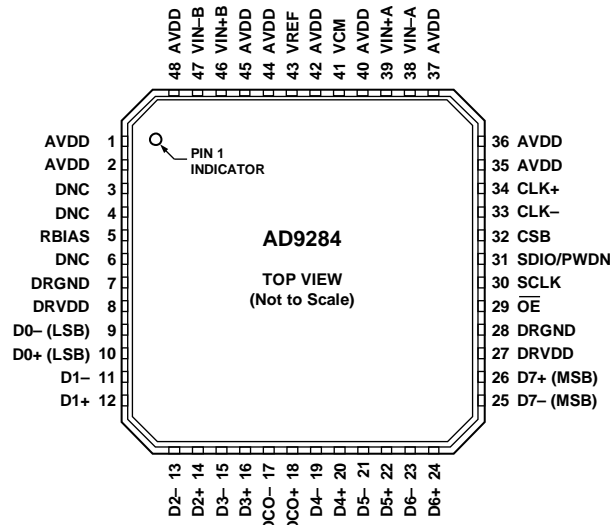 48 AVDD
47 VIN–B
46 VIN+B
45 AVDD
44 AVDD
43 VREF
42 AVDD
41 VCM
40 AVDD
39 VIN+A
38 VIN–A
37 AVDD
AVDD 1
AVDD 2
DNC 3
DNC 4
RBIAS 5
DNC 6
DRGND 7
DRVDD 8
D0– (LSB) 9
D0+ (LSB) 10
D1– 11
D1+ 12
PIN 1
INDICATOR
AD9284
TOP VIEW
(Not to Scale)
36 AVDD
35 AVDD
34 CLK+
33 CLK–
32 CSB
31 SDIO/PWDN
30 SCLK
29 OE
28 DRGND
27 DRVDD
26 D7+ (MSB)
25 D7– (MSB)
D2– 13
D2+ 14
D3– 15
D3+ 16
DCO– 17
DCO+ 18
D4– 19
D4+ 20
D5– 21
D5+ 22
D6– 23
D6+ 24